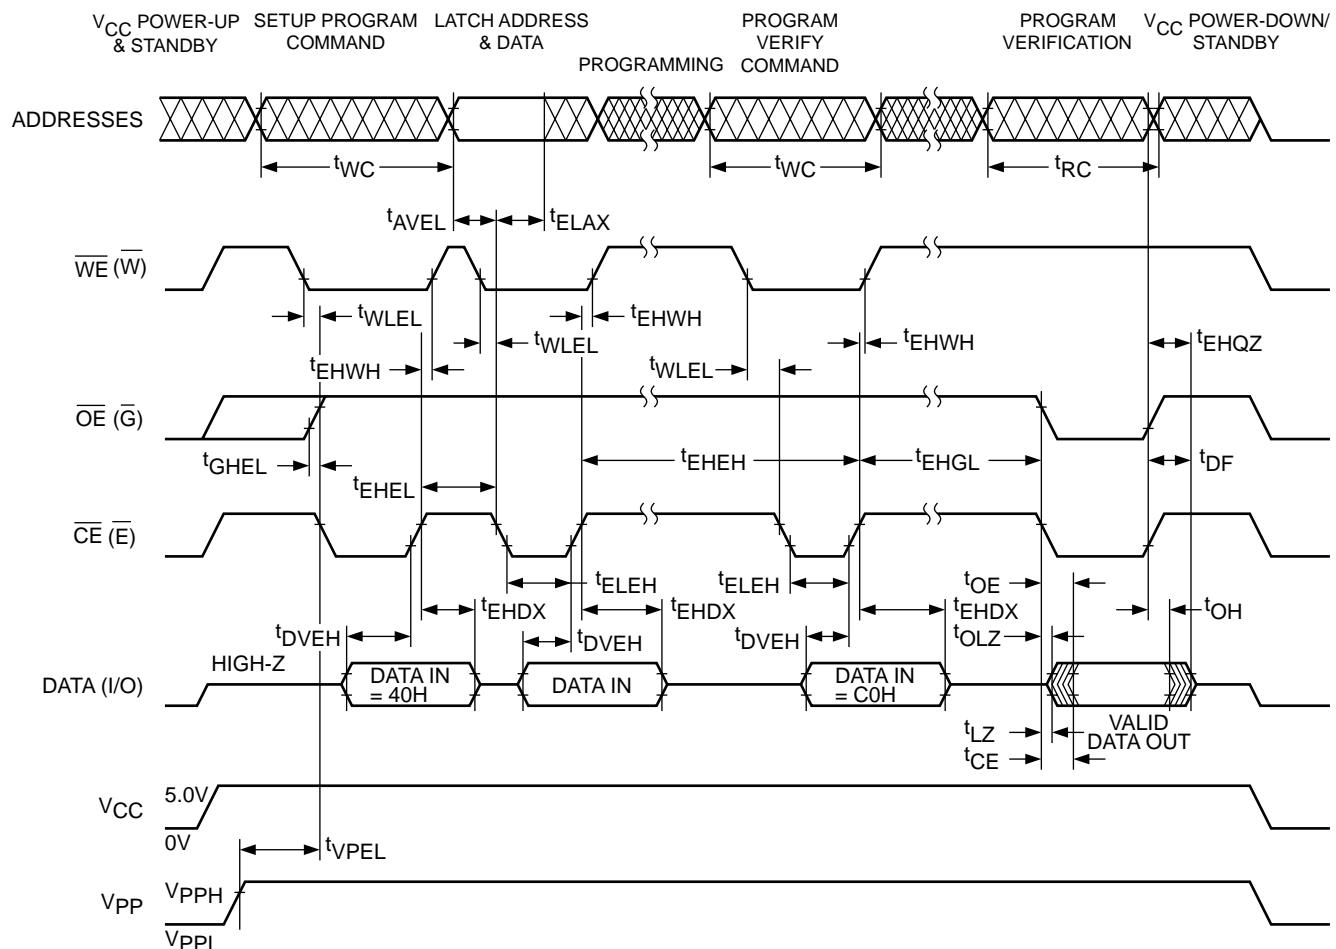 VCC POWER-UP & STANDBY
SETUP PROGRAM COMMAND
LATCH ADDRESS & DATA
PROGRAMMING
PROGRAM VERIFY COMMAND
PROGRAM VERIFICATION
VCC POWER-DOWN/ STANDBY
ADDRESSES
tWC
tWC
tRC
tAVEL
tELAX
WE (W)
tWLEL
tEHWH
tWLEL
tEHWH
tWLEL
tEHWH
tEHQZ
OE (G)
tGHEL
tEHEL
tEHEH
tEHGL
tDF
CE (E)
tELEH
tELEH
tOE
tEHDX
tEHDX
tEHDX
tOH
tDVEH
tDVEH
tDVEH
tOLZ
HIGH-Z
DATA (I/O)
DATA IN = 40H
DATA IN
DATA IN = C0H
tLZ
VALID DATA OUT
tCE
VCC
5.0V
0V
tVPEL
VPP
VPPH
VPPL